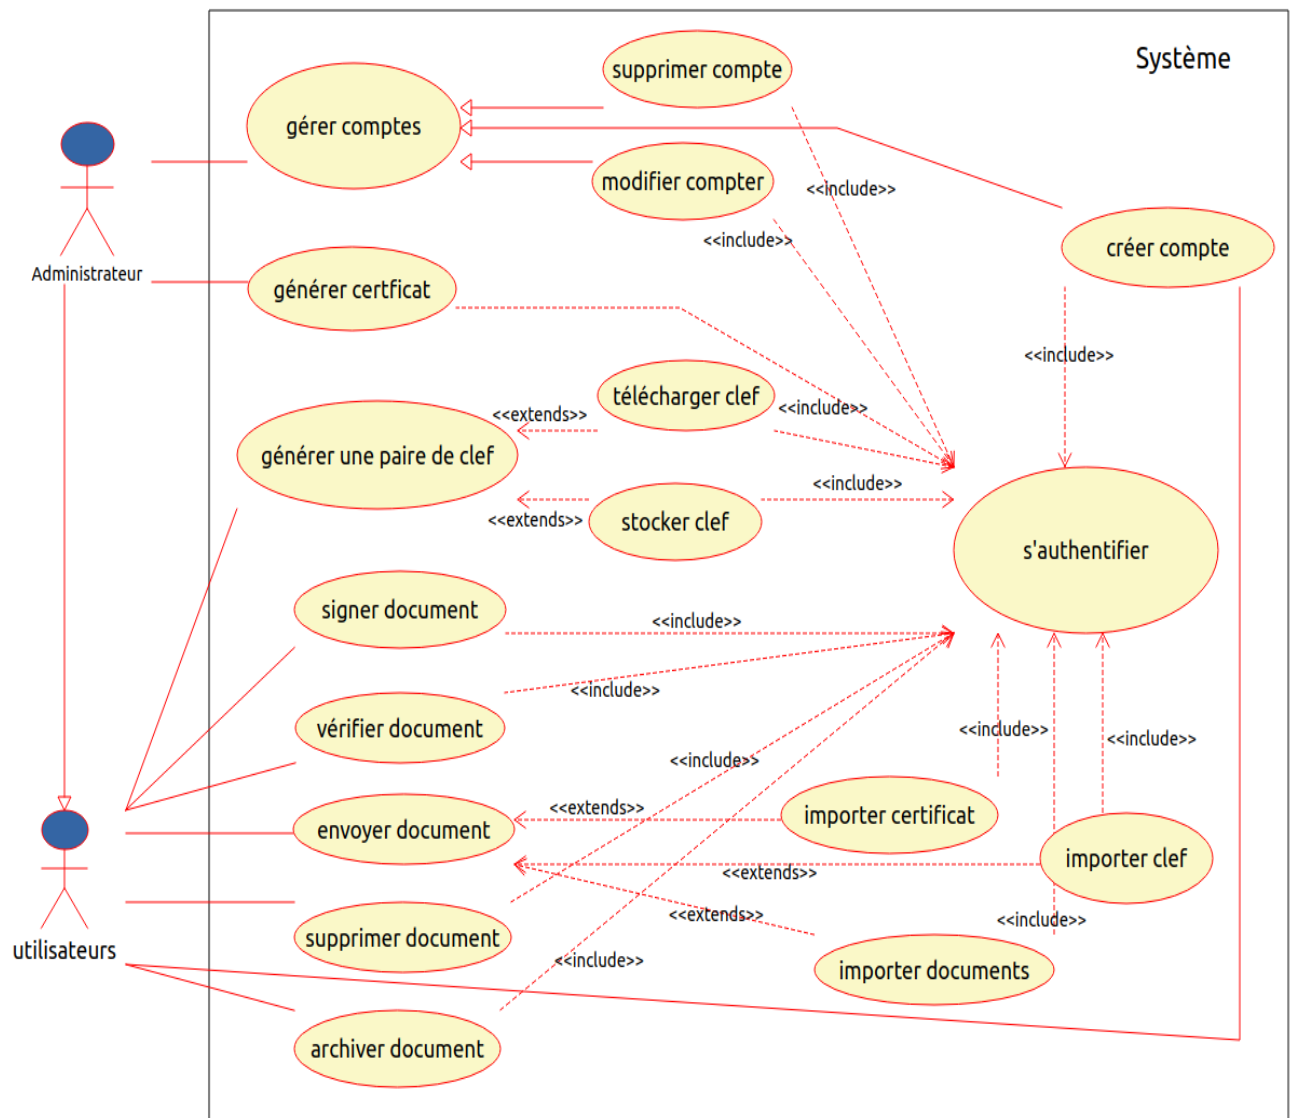 Système
supprimer compte
gérer comptes
modifier compter
<<include>>
<<include>>
créer compte
Administrateur
générer certficat
<<include>>
télécharger clef
<<extends>>
<<include>>
générer une paire de clef
<<include>>
<<extends>>
stocker clef
s'authentifier
signer document
<<include>>
<<include>>
vérifier document
<<include>>
<<include>>
<<include>>
<<extends>>
importer certificat
envoyer document
importer clef
<<extends>>
<<extends>>
<<include>>
supprimer document
utilisateurs
<<include>>
importer documents
archiver document